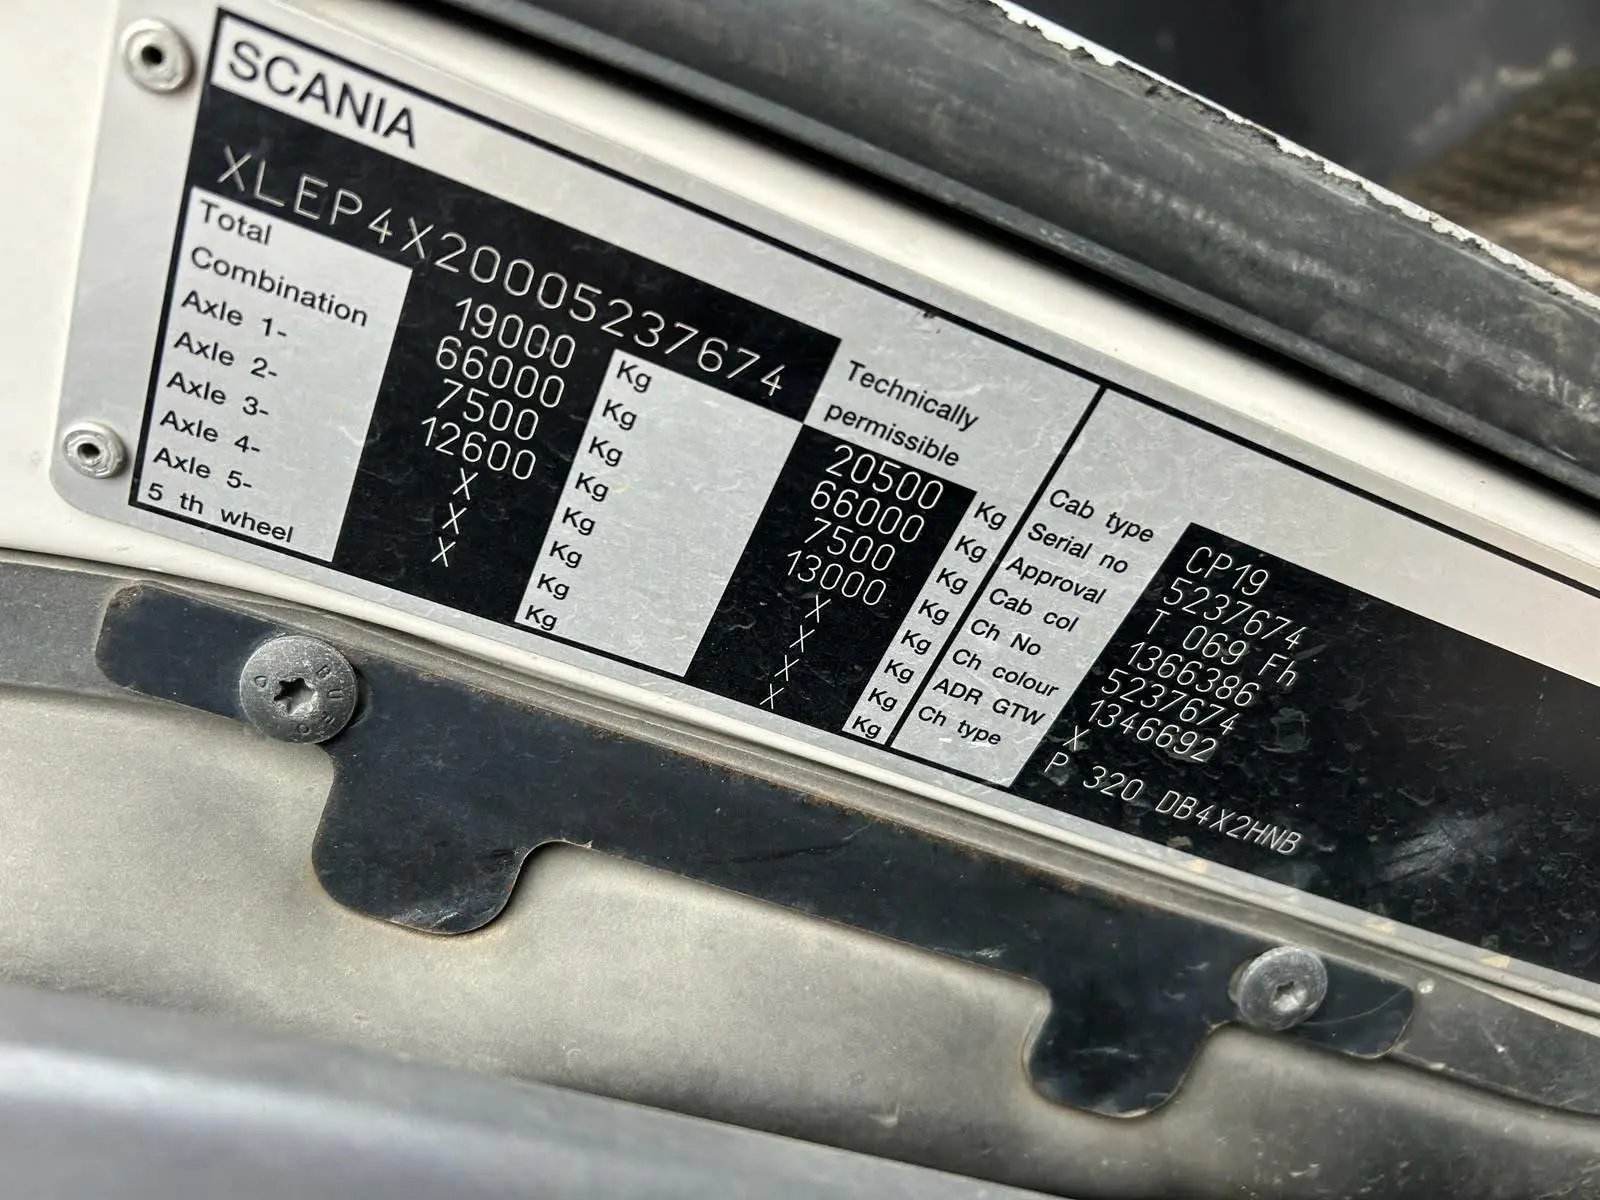 SCANIA
XLEP4X20005237674
Technically
permissible
Total 19000 Kg 20500 Kg
Combination 66000 Kg 66000 Kg
Axle 1- 7500 Kg 7500 Kg
Axle 2- 12600 Kg 13000 Kg
Axle 3- X Kg X Kg
Axle 4- X Kg X Kg
Axle 5- X Kg X Kg
5 th wheel Kg X Kg
Cab type CP19
Serial no 5237674
Approval T 069 Fh
Cab col 1366386
Ch No 5237674
Ch colour 1346692
ADR GTW X
Ch type P 320 DB4X2HNB